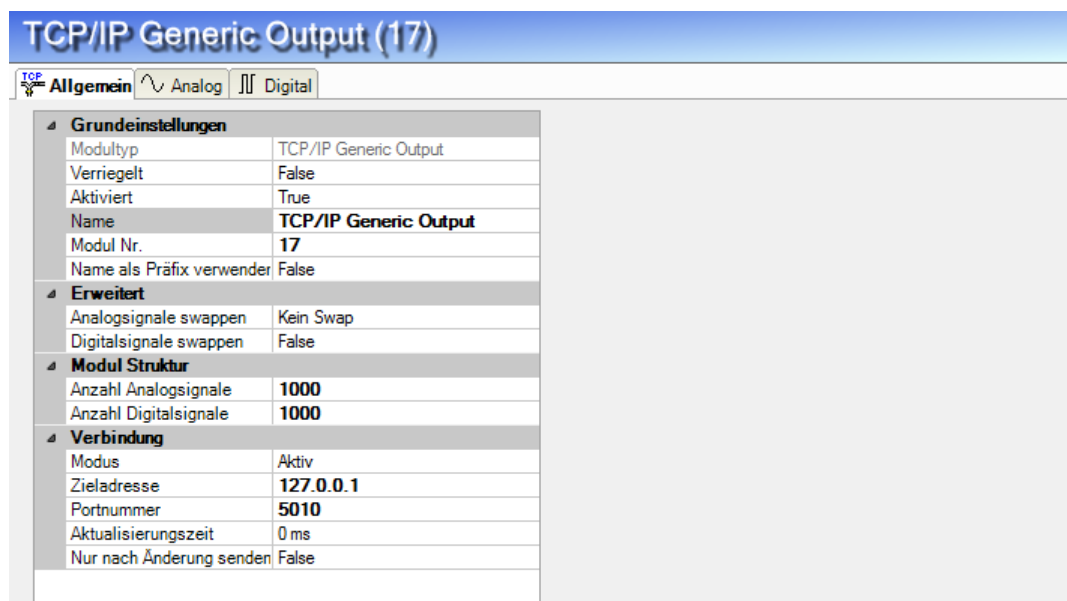 TCP/IP Generic Output (17)
TCP Allgemein Analog Digital
Grundeinstellungen
Modultyp TCP/IP Generic Output
Verriegelt False
Aktiviert True
Name TCP/IP Generic Output
Modul Nr. 17
Name als Präfix verwender False
Erweitert
Analogsignale swappen Kein Swap
Digitalsignale swappen False
Modul Struktur
Anzahl Analogsignale 1000
Anzahl Digitalsignale 1000
Verbindung
Modus Aktiv
Zieladresse 127.0.0.1
Portnummer 5010
Aktualisierungszeit 0 ms
Nur nach Änderung senden False